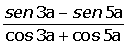 sen 3a – sen 5a
cos 3a + cos 5a